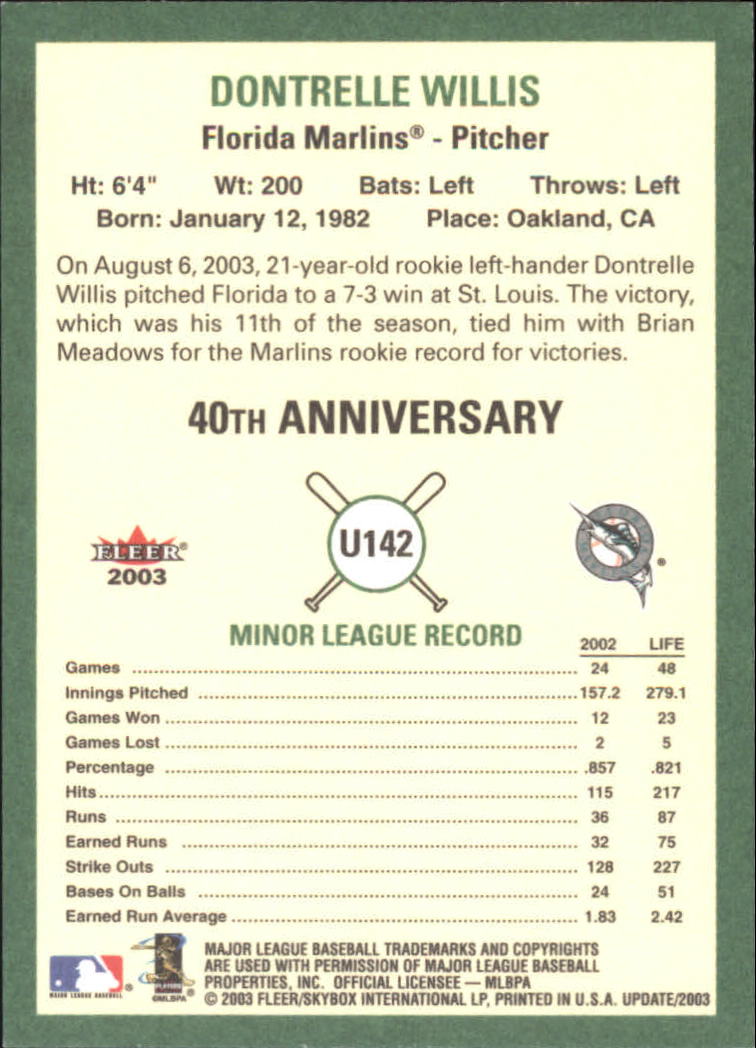 DONTRELLE WILLIS
Florida Marlins® - Pitcher
Ht: 6'4" Wt: 200 Bats: Left Throws: Left
Born: January 12, 1982 Place: Oakland, CA
On August 6, 2003, 21-year-old rookie left-hander Dontrelle
Willis pitched Florida to a 7-3 win at St. Louis. The victory,
which was his 11th of the season, tied him with Brian
Meadows for the Marlins rookie record for victories.
40TH ANNIVERSARY
FLEER®
2003
U142
®
MINOR LEAGUE RECORD 2002 LIFE
Games 24 48
Innings Pitched 157.2 279.1
Games Won 12 23
Games Lost 2 5
Percentage .857 .821
Hits 115 217
Runs 36 87
Earned Runs 32 75
Strike Outs 128 227
Bases On Balls 24 51
Earned Run Average 1.83 2.42
MAJOR LEAGUE BASEBALL ®
PLAYERS
©MLBPA
MAJOR LEAGUE BASEBALL TRADEMARKS AND COPYRIGHTS
ARE USED WITH PERMISSION OF MAJOR LEAGUE BASEBALL
PROPERTIES, INC. OFFICIAL LICENSEE — MLBPA
© 2003 FLEER/SKYBOX INTERNATIONAL LP, PRINTED IN U.S.A. UPDATE/2003